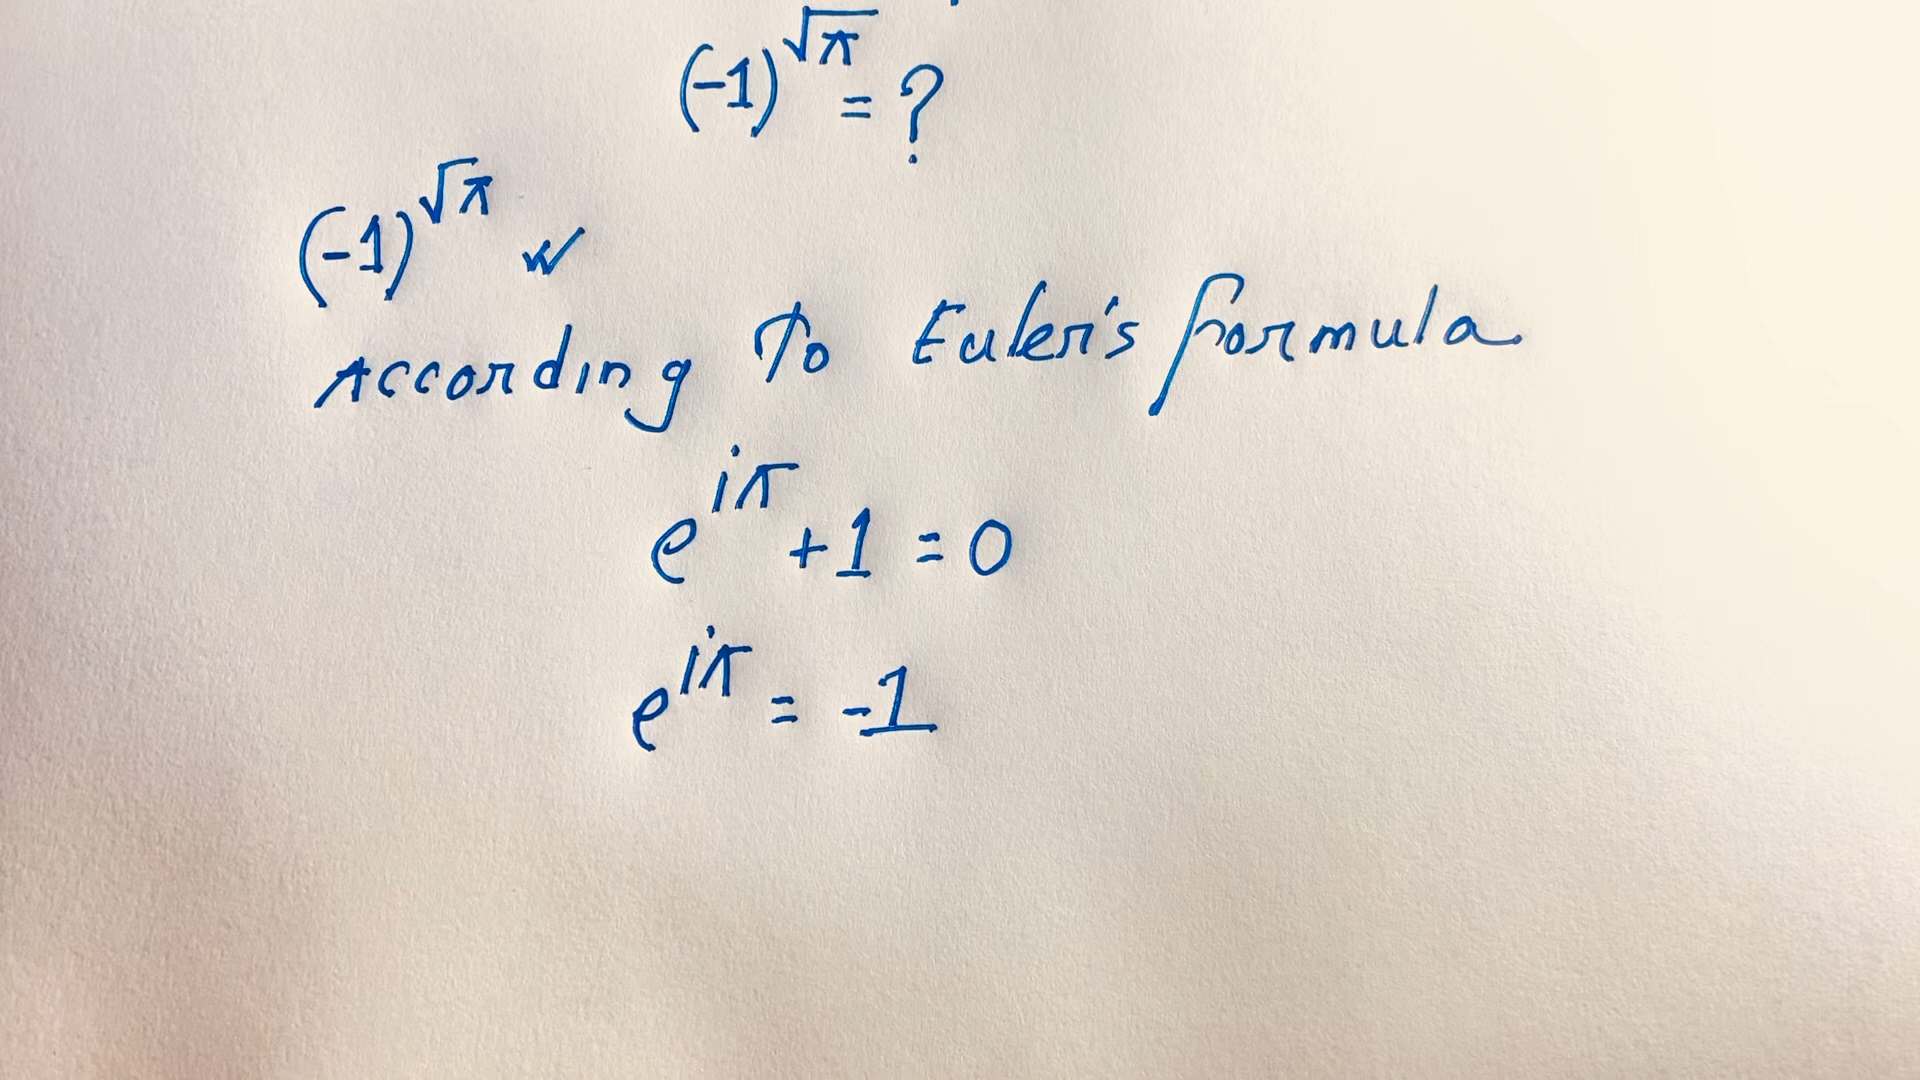 (-1)^√π = ?
(-1)^√π
According To Euler's formula
e^iπ + 1 = 0
e^iπ = -1